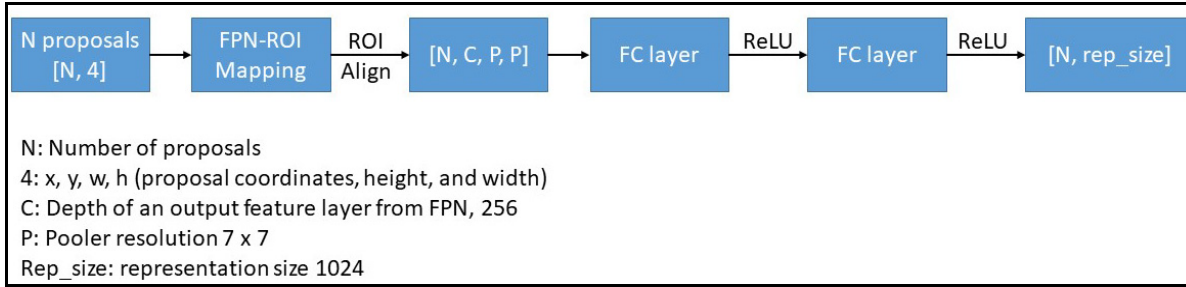 N proposals
[N, 4]
FPN-ROI
Mapping
ROI
Align
[N, C, P, P]
FC layer
ReLU
FC layer
ReLU
[N, rep_size]
N: Number of proposals
4: x, y, w, h (proposal coordinates, height, and width)
C: Depth of an output feature layer from FPN, 256
P: Pooler resolution 7 x 7
Rep_size: representation size 1024